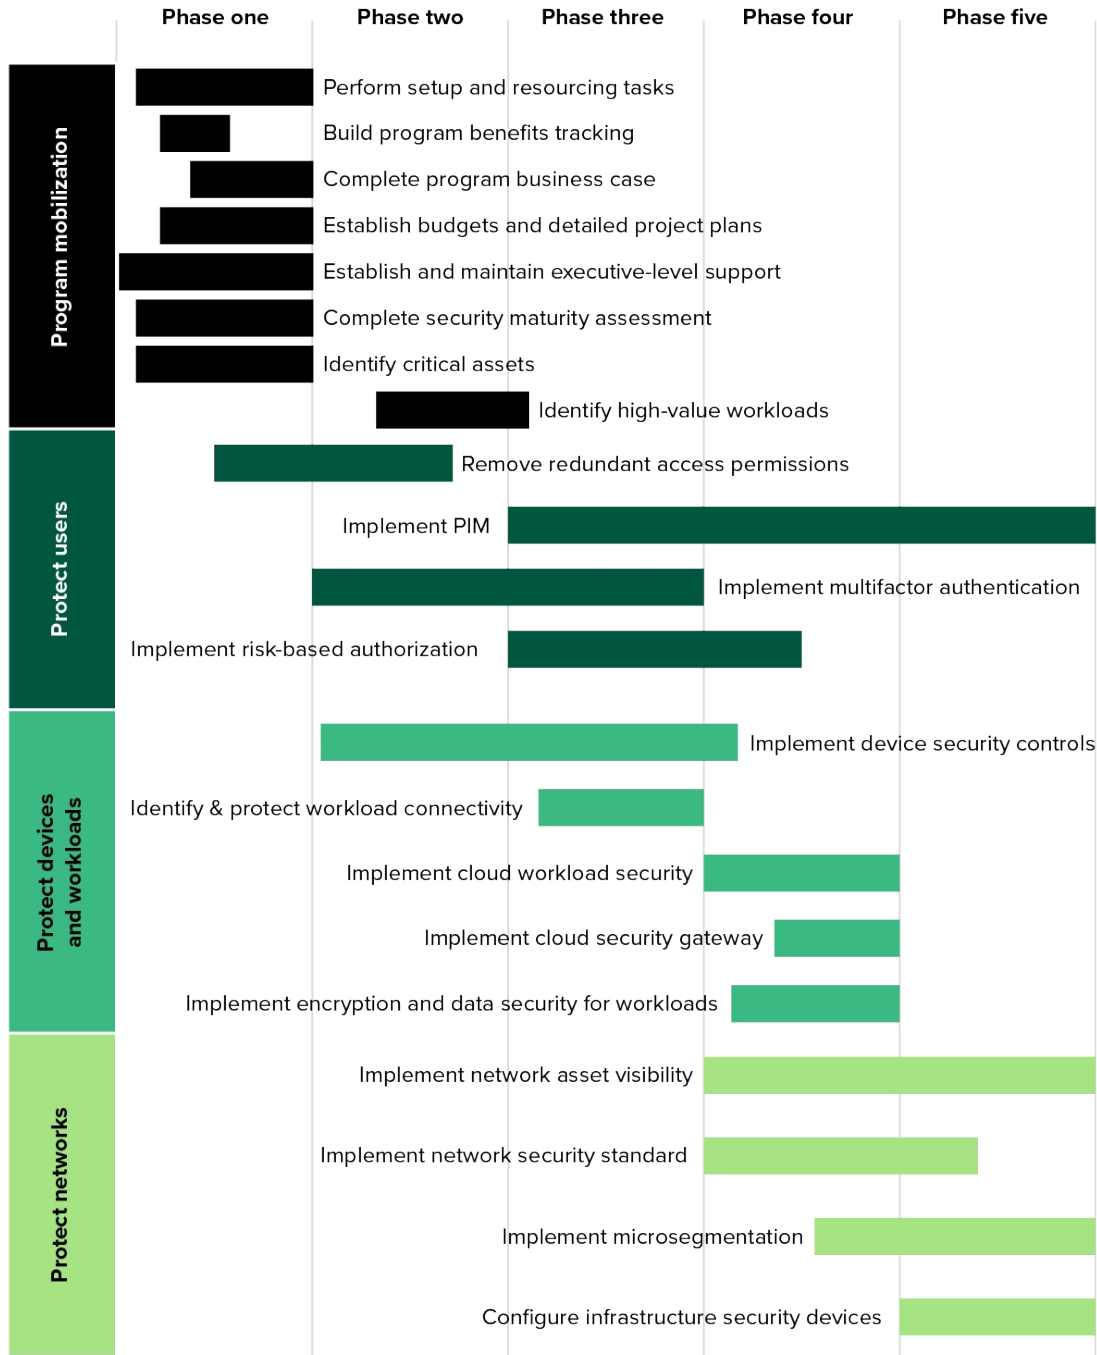 Phase one Phase two Phase three Phase four Phase five
Program mobilization
Perform setup and resourcing tasks
Build program benefits tracking
Complete program business case
Establish budgets and detailed project plans
Establish and maintain executive-level support
Complete security maturity assessment
Identify critical assets
Identify high-value workloads
Protect users
Remove redundant access permissions
Implement PIM
Implement multifactor authentication
Implement risk-based authorization
Protect devices
and workloads
Implement device security controls
Identify & protect workload connectivity
Implement cloud workload security
Implement cloud security gateway
Implement encryption and data security for workloads
Protect networks
Implement network asset visibility
Implement network security standard
Implement microsegmentation
Configure infrastructure security devices